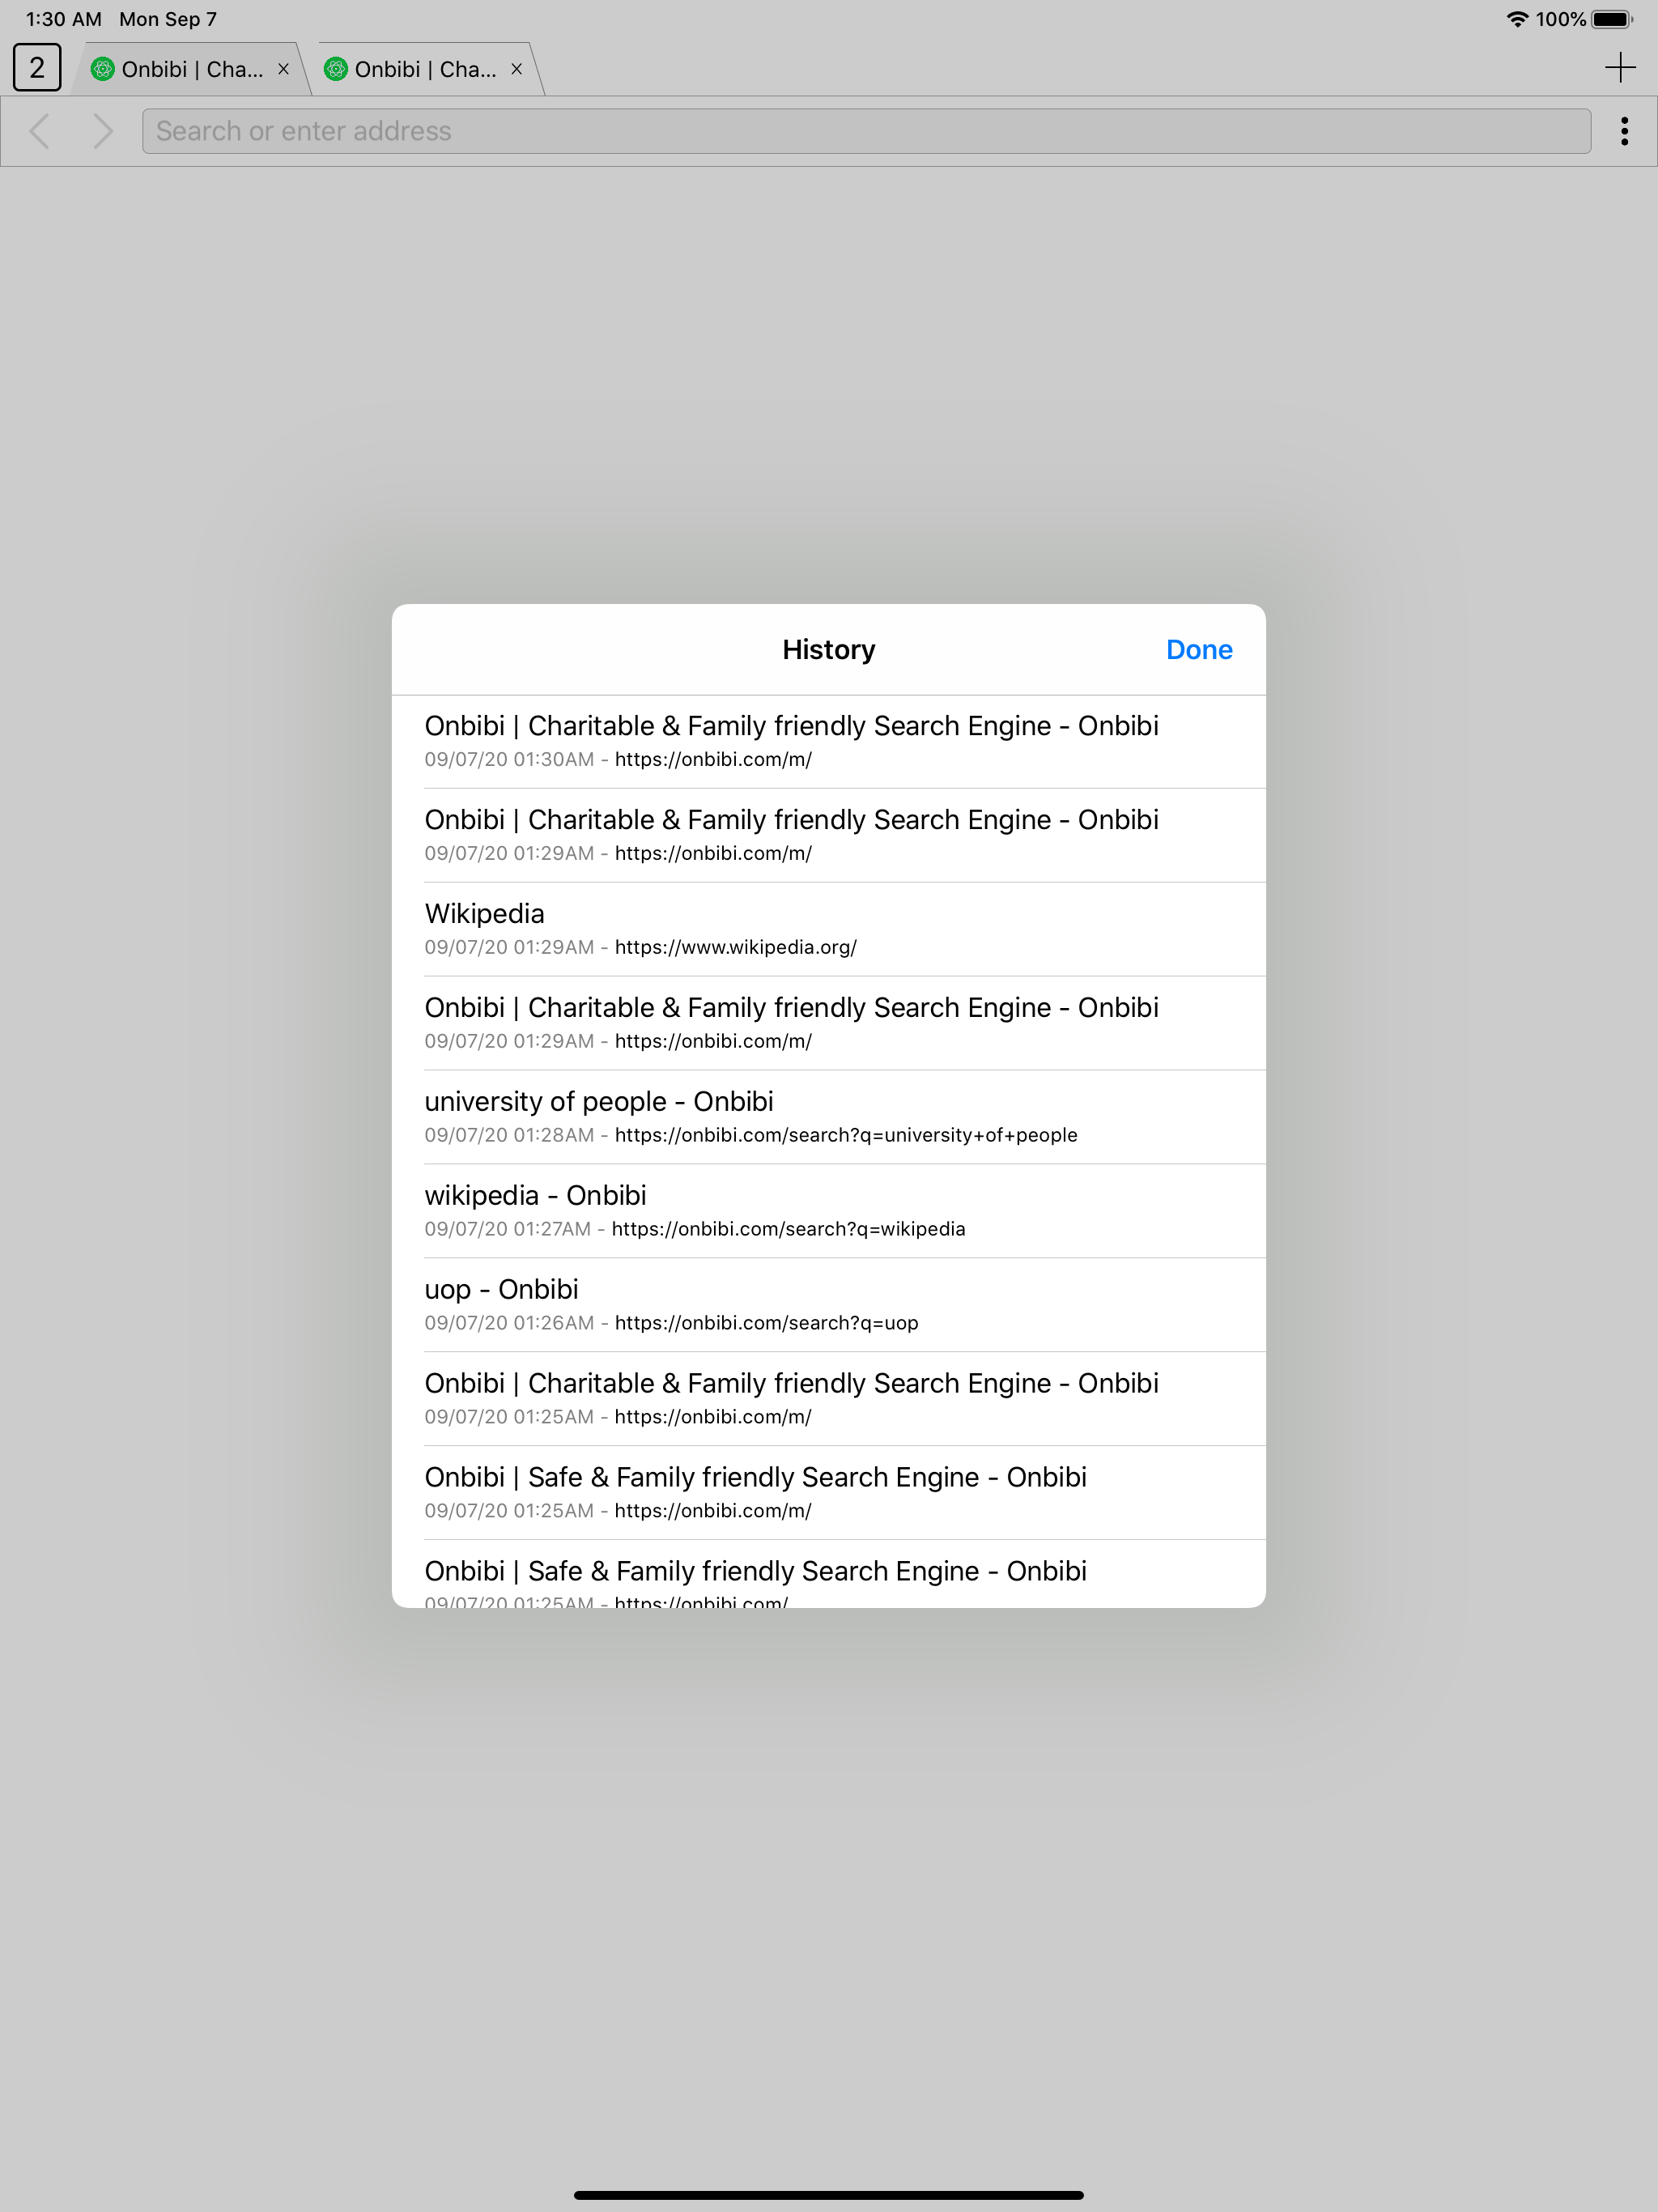 1:30 AM Mon Sep 7
100%
2
Onbibi | Cha...
Onbibi | Cha...
Search or enter address
History
Done
Onbibi | Charitable & Family friendly Search Engine - Onbibi
09/07/20 01:30AM - https://onbibi.com/m/
Onbibi | Charitable & Family friendly Search Engine - Onbibi
09/07/20 01:29AM - https://onbibi.com/m/
Wikipedia
09/07/20 01:29AM - https://www.wikipedia.org/
Onbibi | Charitable & Family friendly Search Engine - Onbibi
09/07/20 01:29AM - https://onbibi.com/m/
university of people - Onbibi
09/07/20 01:28AM - https://onbibi.com/search?q=university+of+people
wikipedia - Onbibi
09/07/20 01:27AM - https://onbibi.com/search?q=wikipedia
uop - Onbibi
09/07/20 01:26AM - https://onbibi.com/search?q=uop
Onbibi | Charitable & Family friendly Search Engine - Onbibi
09/07/20 01:25AM - https://onbibi.com/m/
Onbibi | Safe & Family friendly Search Engine - Onbibi
09/07/20 01:25AM - https://onbibi.com/m/
Onbibi | Safe & Family friendly Search Engine - Onbibi
09/07/20 01:25AM - https://onbibi.com/